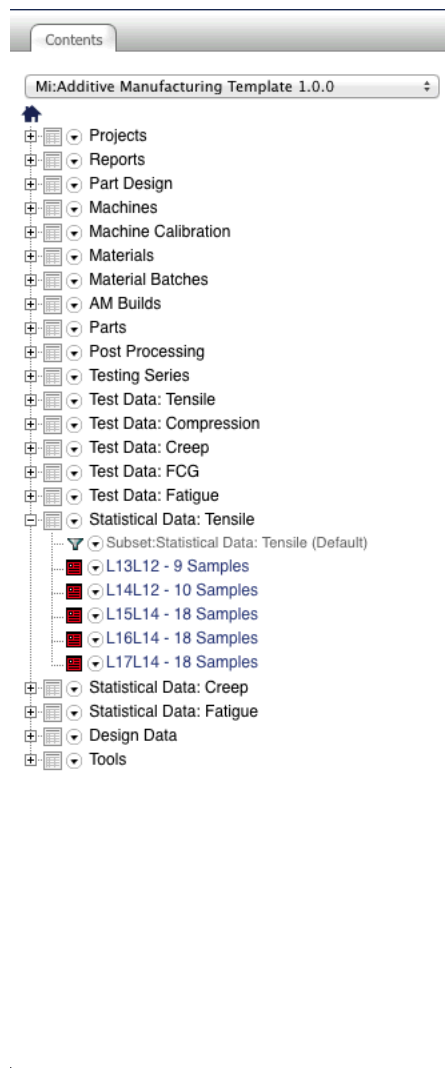 Contents
Mi:Additive Manufacturing Template 1.0.0
Projects
Reports
Part Design
Machines
Machine Calibration
Materials
Material Batches
AM Builds
Parts
Post Processing
Testing Series
Test Data: Tensile
Test Data: Compression
Test Data: Creep
Test Data: FCG
Test Data: Fatigue
Statistical Data: Tensile
Subset:Statistical Data: Tensile (Default)
L13L12 - 9 Samples
L14L12 - 10 Samples
L15L14 - 18 Samples
L16L14 - 18 Samples
L17L14 - 18 Samples
Statistical Data: Creep
Statistical Data: Fatigue
Design Data
Tools